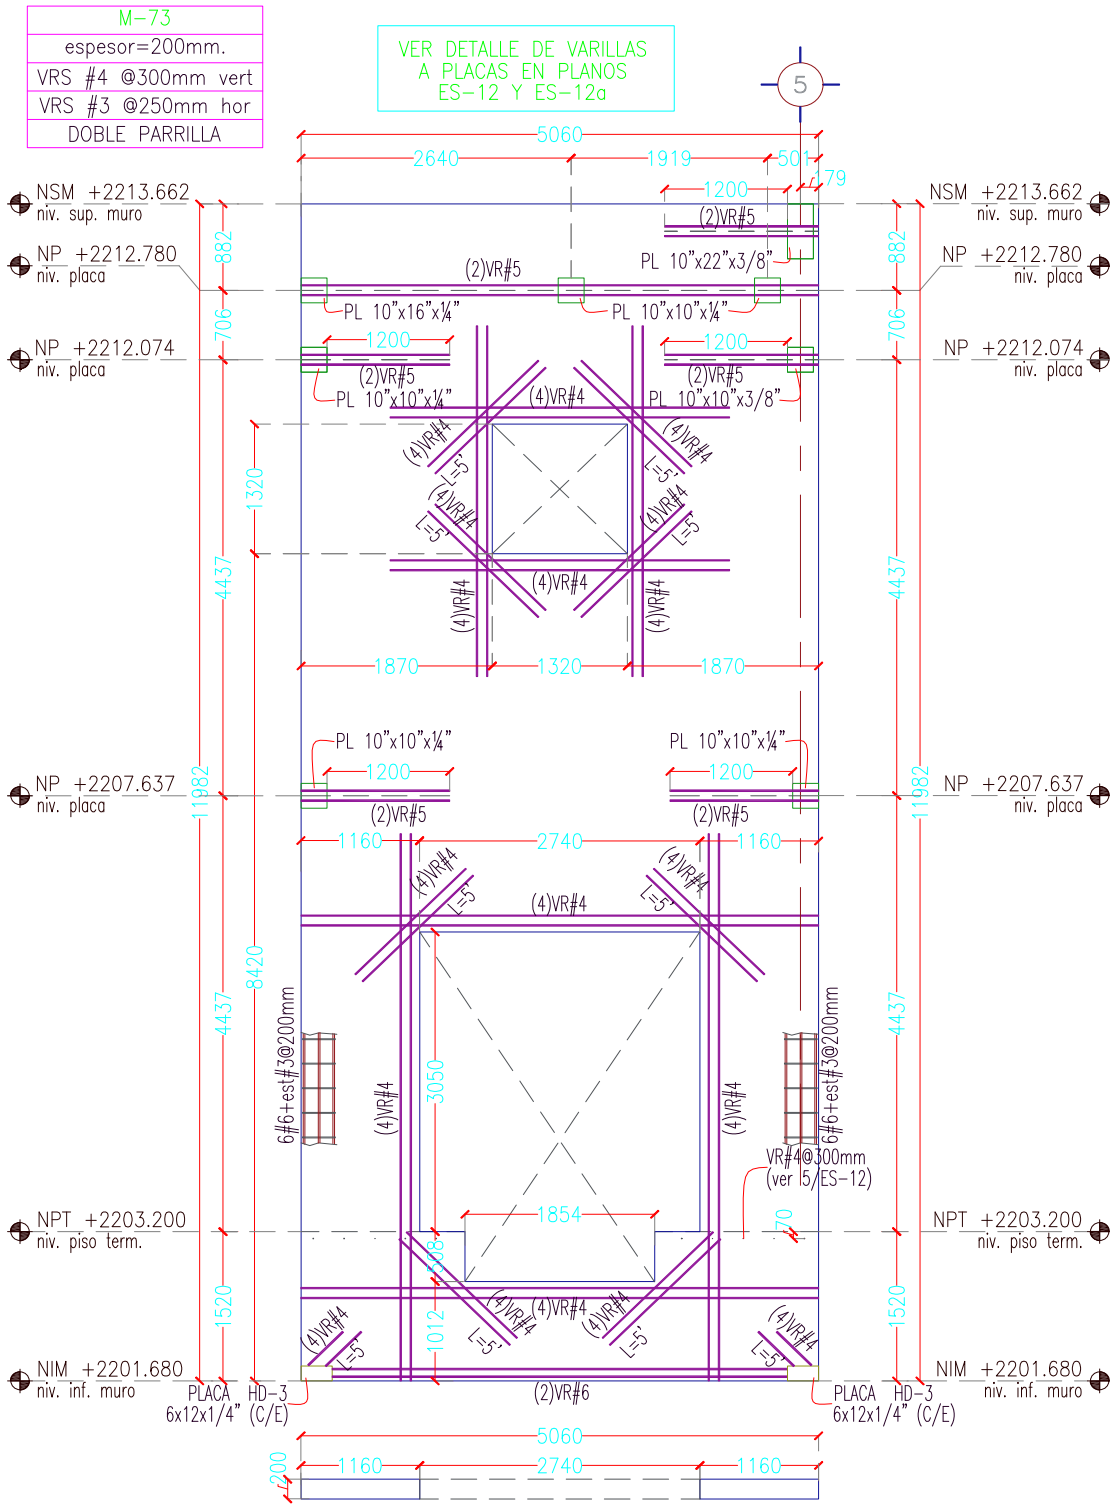 M-73
espesor=200mm.
VRS #4 @300mm vert
VRS #3 @250mm hor
DOBLE PARRILLA
VER DETALLE DE VARILLAS
A PLACAS EN PLANOS
ES-12 Y ES-12a
5
5060
2640
1919
501
179
1200
NSM +2213.662
niv. sup. muro
NSM +2213.662
niv. sup. muro
(2)VR#5
882
882
NP +2212.780
niv. placa
NP +2212.780
niv. placa
PL 10"x22"x3/8"
(2)VR#5
PL 10"x16"x¼"
PL 10"x10"x¼"
706
706
NP +2212.074
niv. placa
NP +2212.074
niv. placa
1200
1200
(2)VR#5
(2)VR#5
PL 10"x10"x¼"
PL 10"x10"x3/8"
(4)VR#4
(4)VR#4
L=5'
(4)VR#4
L=5'
1320
(4)VR#4
L=5'
(4)VR#4
L=5'
4437
4437
(4)VR#4
(4)VR#4
(4)VR#4
1870
1320
1870
PL 10"x10"x¼"
PL 10"x10"x¼"
1200
1200
NP +2207.637
niv. placa
NP +2207.637
niv. placa
11982
11982
(2)VR#5
(2)VR#5
1160
2740
1160
(4)VR#4
L=5'
(4)VR#4
L=5'
(4)VR#4
8420
4437
4437
6#6+est#3@200mm
6#6+est#3@200mm
3050
(4)VR#4
(4)VR#4
VR#4@300mm
(ver 5/ES-12)
1854
70
NPT +2203.200
niv. piso term.
NPT +2203.200
niv. piso term.
508
1520
1520
1012
(4)VR#4
L=5'
(4)VR#4
L=5'
(4)VR#4
(4)VR#4
L=5'
(4)VR#4
L=5'
NIM +2201.680
niv. inf. muro
NIM +2201.680
niv. inf. muro
PLACA HD-3
6x12x1/4" (C/E)
(2)VR#6
PLACA HD-3
6x12x1/4" (C/E)
5060
1160
2740
1160
200